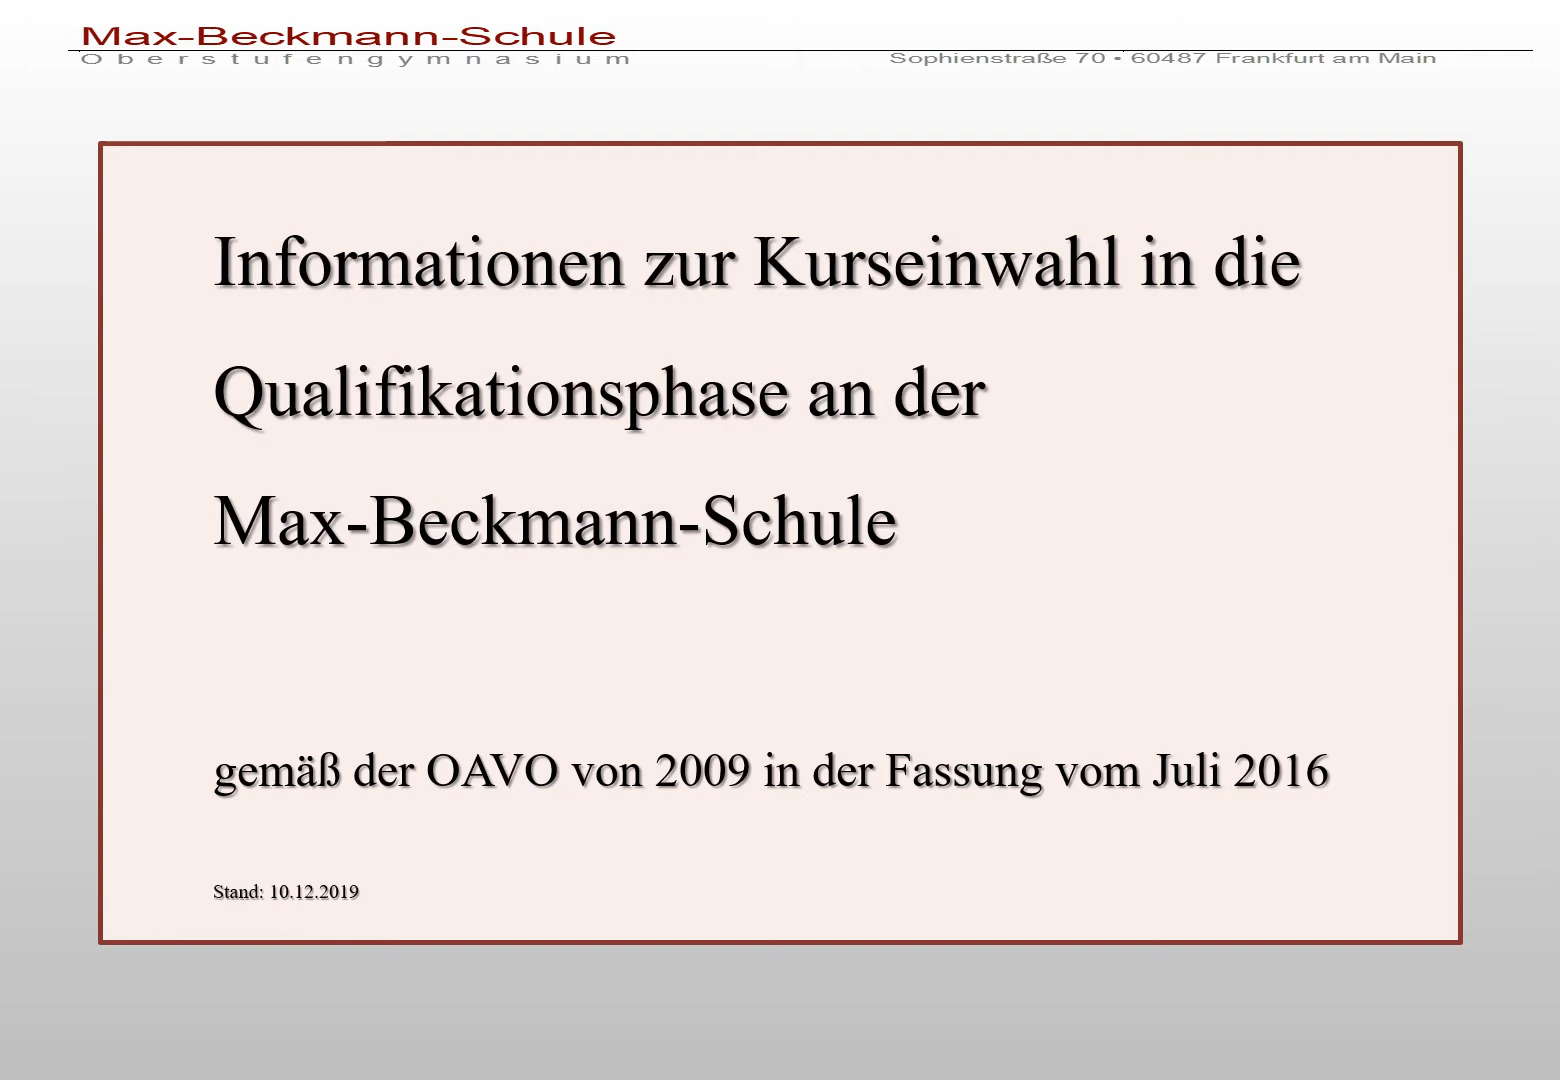 Max-Beckmann-Schule
Oberstufengymnasium
Sophienstraße 70 • 60487 Frankfurt am Main
Informationen zur Kurseinwahl in die
Qualifikationsphase an der
Max-Beckmann-Schule
gemäß der OAVO von 2009 in der Fassung vom Juli 2016
Stand: 10.12.2019